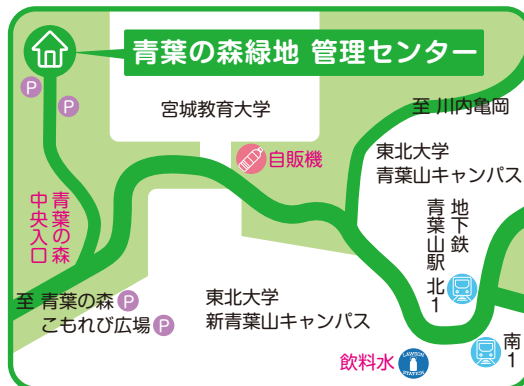 青葉の森緑地 管理センター
P
P
宮城教育大学
至 川内亀岡
自販機
東北大学
青葉山キャンパス
青葉の森
中央入口
地下鉄
青葉山駅
北1
至 青葉の森 P
こもれび広場 P
東北大学
新青葉山キャンパス
南1
飲料水
LAWSON
STATION